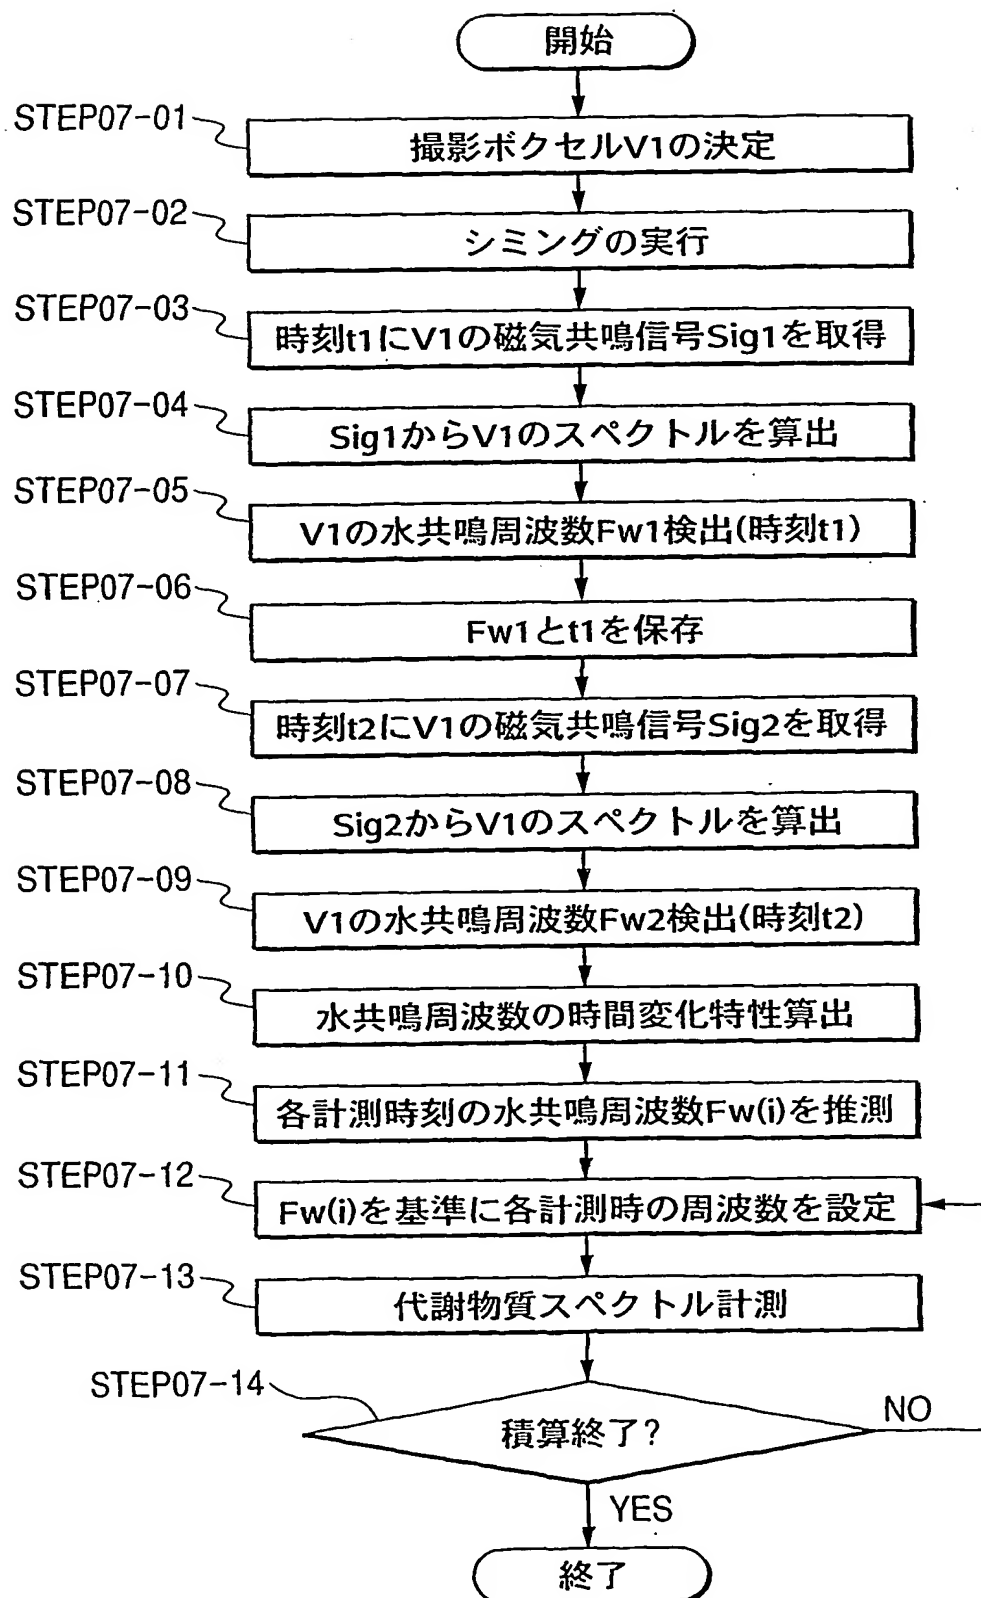 開始
STEP07-01
撮影ボクセルV1の決定
STEP07-02
シミングの実行
STEP07-03
時刻t1にV1の磁気共鳴信号Sig1を取得
STEP07-04
Sig1からV1のスペクトルを算出
STEP07-05
V1の水共鳴周波数Fw1検出(時刻t1)
STEP07-06
Fw1とt1を保存
STEP07-07
時刻t2にV1の磁気共鳴信号Sig2を取得
STEP07-08
Sig2からV1のスペクトルを算出
STEP07-09
V1の水共鳴周波数Fw2検出(時刻t2)
STEP07-10
水共鳴周波数の時間変化特性算出
STEP07-11
各計測時刻の水共鳴周波数Fw(i)を推測
STEP07-12
Fw(i)を基準に各計測時の周波数を設定
STEP07-13
代謝物質スペクトル計測
STEP07-14
積算終了?
NO
YES
終了